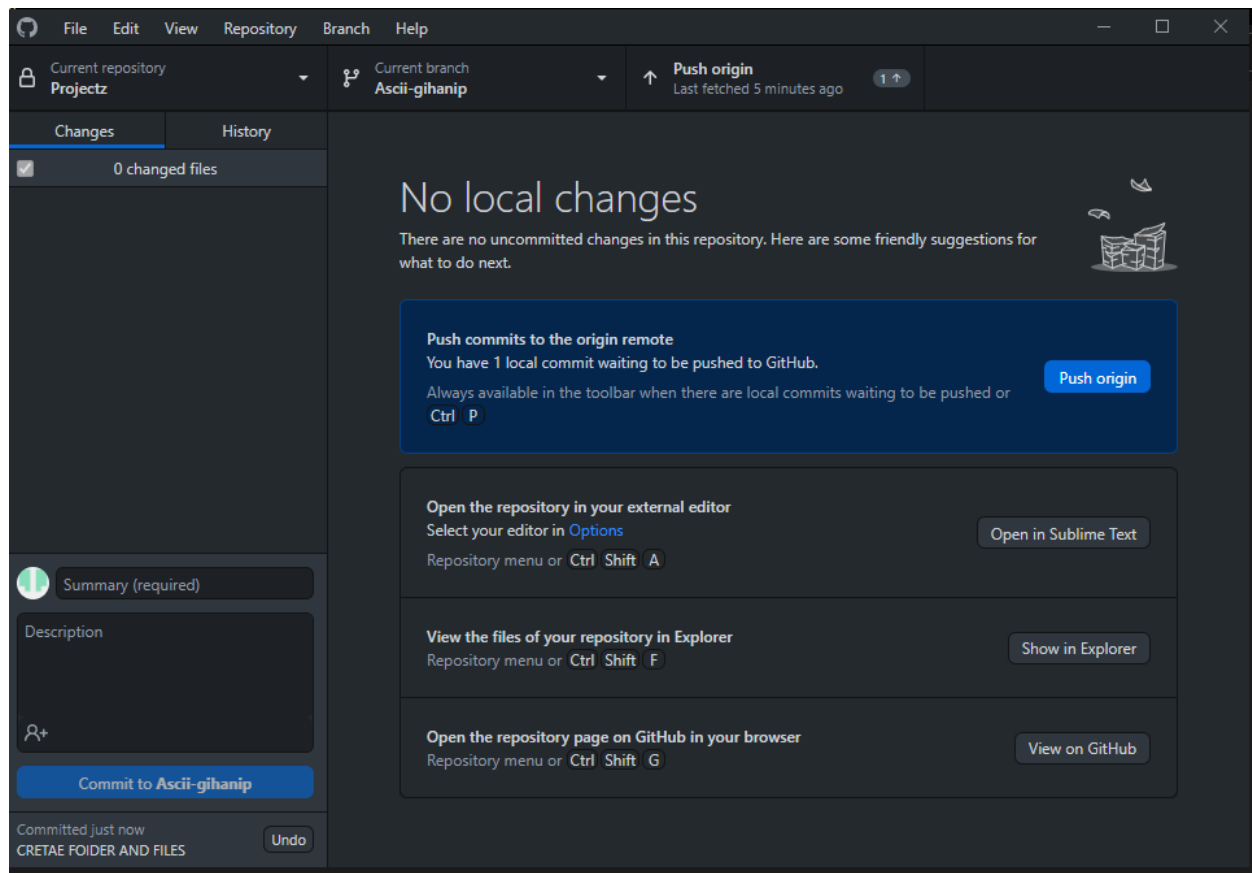 File Edit View Repository Branch Help
Current repository
Projectz
Current branch
Ascii-gihanip
Push origin
Last fetched 5 minutes ago
1
Changes History
0 changed files
No local changes
There are no uncommitted changes in this repository. Here are some friendly suggestions for
what to do next.
Push commits to the origin remote
You have 1 local commit waiting to be pushed to GitHub.
Always available in the toolbar when there are local commits waiting to be pushed or
Ctrl P
Push origin
Open the repository in your external editor
Select your editor in Options
Repository menu or Ctrl Shift A
Open in Sublime Text
View the files of your repository in Explorer
Repository menu or Ctrl Shift F
Show in Explorer
Open the repository page on GitHub in your browser
Repository menu or Ctrl Shift G
View on GitHub
Summary (required)
Description
Commit to Ascii-gihanip
Committed just now
CRETAE FOIDER AND FILES
Undo